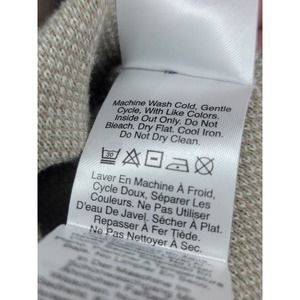 Machine Wash Cold, Gentle
Cycle, With Like Colors.
Inside Out Only. Do Not
Bleach. Dry Flat. Cool Iron.
Do Not Dry Clean.
30
Laver En Machine À Froid,
Cycle Doux, Séparer Les
Couleurs. Ne Pas Utiliser
D'eau De Javel. Sécher À Plat.
Repasser À Fer Tiède.
Ne Pas Nettoyer À Sec.